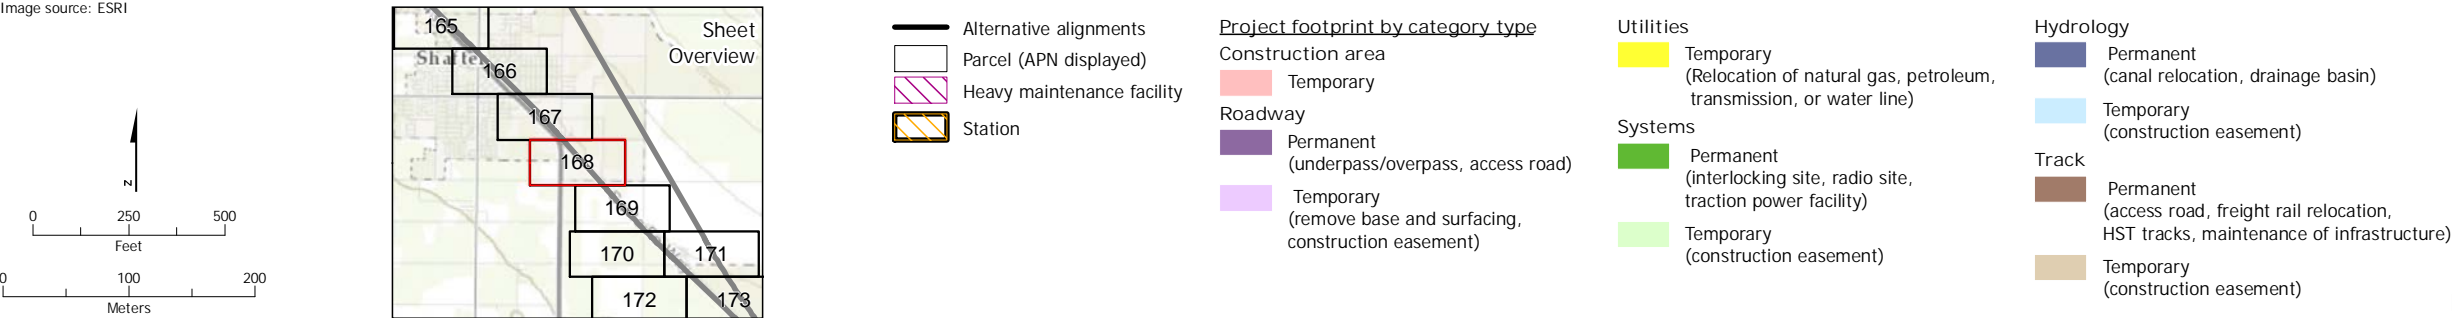 Image source: ESRI
N
0 250 500
Feet
0 100 200
Meters
Sheet
Overview
165
166
167
168
169
170
171
172
173
Alternative alignments
Parcel (APN displayed)
Heavy maintenance facility
Station
Project footprint by category type
Construction area
Temporary
Roadway
Permanent
(underpass/overpass, access road)
Temporary
(remove base and surfacing,
construction easement)
Utilities
Temporary
(Relocation of natural gas, petroleum,
transmission, or water line)
Systems
Permanent
(interlocking site, radio site,
traction power facility)
Temporary
(construction easement)
Hydrology
Permanent
(canal relocation, drainage basin)
Temporary
(construction easement)
Track
Permanent
(access road, freight rail relocation,
HST tracks, maintenance of infrastructure)
Temporary
(construction easement)